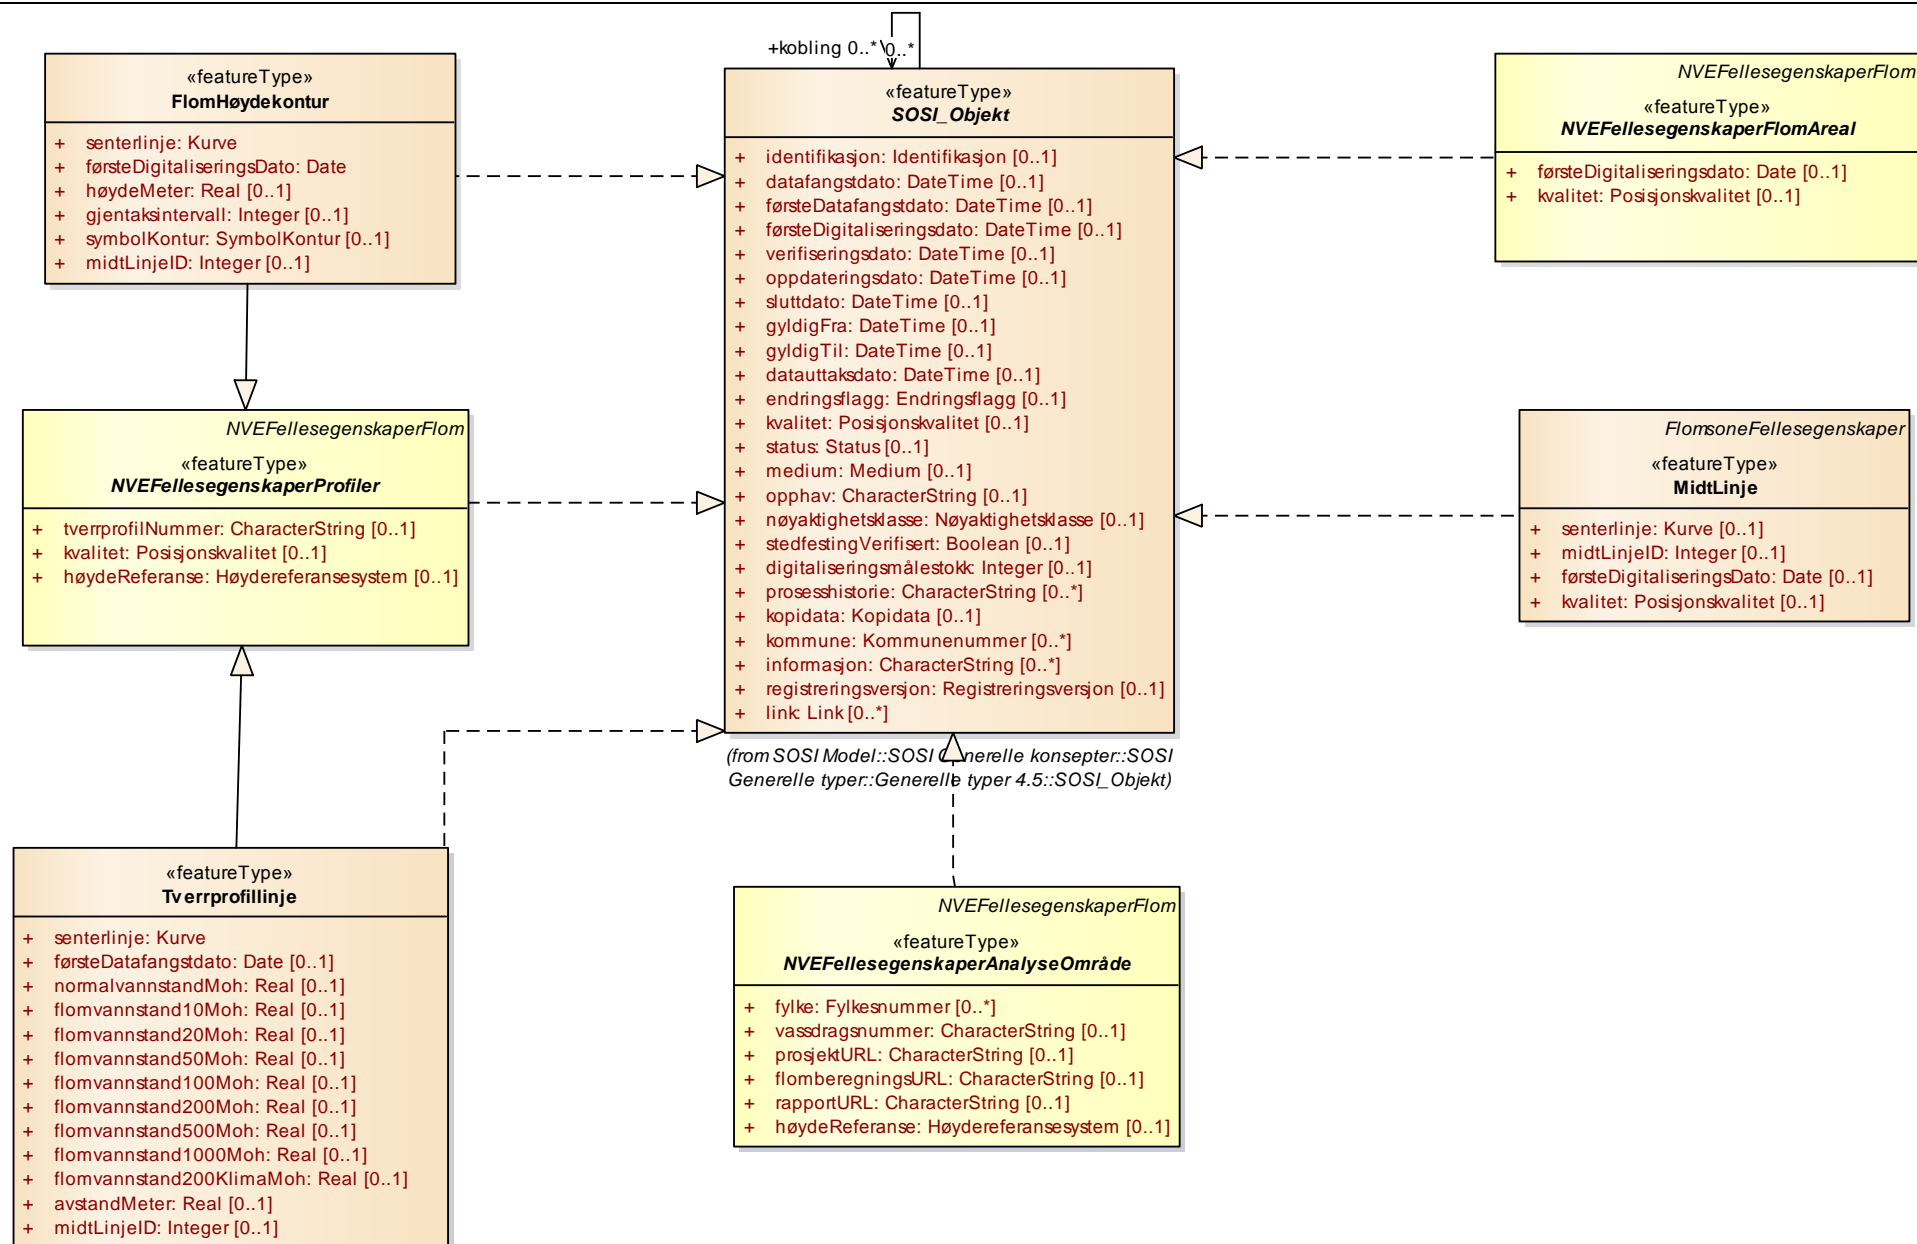 +kobling 0..* 0..*
«featureType»
FlomHøydekontur
+ senterlinje: Kurve
+ førsteDigitaliseringsDato: Date
+ høydeMeter: Real [0..1]
+ gjentaksintervall: Integer [0..1]
+ symbolKontur: SymbolKontur [0..1]
+ midtLinjeID: Integer [0..1]
«featureType»
SOSI_Objekt
+ identifikasjon: Identifikasjon [0..1]
+ datafangstdato: DateTime [0..1]
+ førsteDatafangstdato: DateTime [0..1]
+ førsteDigitaliseringsdato: DateTime [0..1]
+ verifiseringsdato: DateTime [0..1]
+ oppdateringsdato: DateTime [0..1]
+ sluttdato: DateTime [0..1]
+ gyldigFra: DateTime [0..1]
+ gyldigTil: DateTime [0..1]
+ datauttaksdato: DateTime [0..1]
+ endringsflagg: Endringsflagg [0..1]
+ kvalitet: Posisjonskvalitet [0..1]
+ status: Status [0..1]
+ medium: Medium [0..1]
+ opphav: CharacterString [0..1]
+ nøyaktighetsklasse: Nøyaktighetsklasse [0..1]
+ stedfestingVerifisert: Boolean [0..1]
+ digitaliseringsmålestokk: Integer [0..1]
+ prosesshistorie: CharacterString [0..*]
+ kopidata: Kopidata [0..1]
+ kommune: Kommunenummer [0..*]
+ informasjon: CharacterString [0..*]
+ registreringsversjon: Registreringsversjon [0..1]
+ link: Link [0..*]
(from SOSI Model::SOSI Generelle konsepter::SOSI
Generelle typer::Generelle typer 4.5::SOSI_Objekt)
NVEFellesegenskaperFlom
«featureType»
NVEFellesegenskaperFlomAreal
+ førsteDigitaliseringsdato: Date [0..1]
+ kvalitet: Posisjonskvalitet [0..1]
NVEFellesegenskaperFlom
«featureType»
NVEFellesegenskaperProfiler
+ tverrprofilNummer: CharacterString [0..1]
+ kvalitet: Posisjonskvalitet [0..1]
+ høydeReferanse: Høydereferansesystem [0..1]
FlomsoneFellesegenskaper
«featureType»
MidtLinje
+ senterlinje: Kurve [0..1]
+ midtLinjeID: Integer [0..1]
+ førsteDigitaliseringsDato: Date [0..1]
+ kvalitet: Posisjonskvalitet [0..1]
«featureType»
Tverrprofillinje
+ senterlinje: Kurve
+ førsteDatafangstdato: Date [0..1]
+ normalvannstandMoh: Real [0..1]
+ flomvannstand10Moh: Real [0..1]
+ flomvannstand20Moh: Real [0..1]
+ flomvannstand50Moh: Real [0..1]
+ flomvannstand100Moh: Real [0..1]
+ flomvannstand200Moh: Real [0..1]
+ flomvannstand500Moh: Real [0..1]
+ flomvannstand1000Moh: Real [0..1]
+ flomvannstand200KlimaMoh: Real [0..1]
+ avstandMeter: Real [0..1]
+ midtLinjeID: Integer [0..1]
NVEFellesegenskaperFlom
«featureType»
NVEFellesegenskaperAnalyseOmråde
+ fylke: Fylkesnummer [0..*]
+ vassdragsnummer: CharacterString [0..1]
+ prosjektURL: CharacterString [0..1]
+ flomberegningsURL: CharacterString [0..1]
+ rapportURL: CharacterString [0..1]
+ høydeReferanse: Høydereferansesystem [0..1]